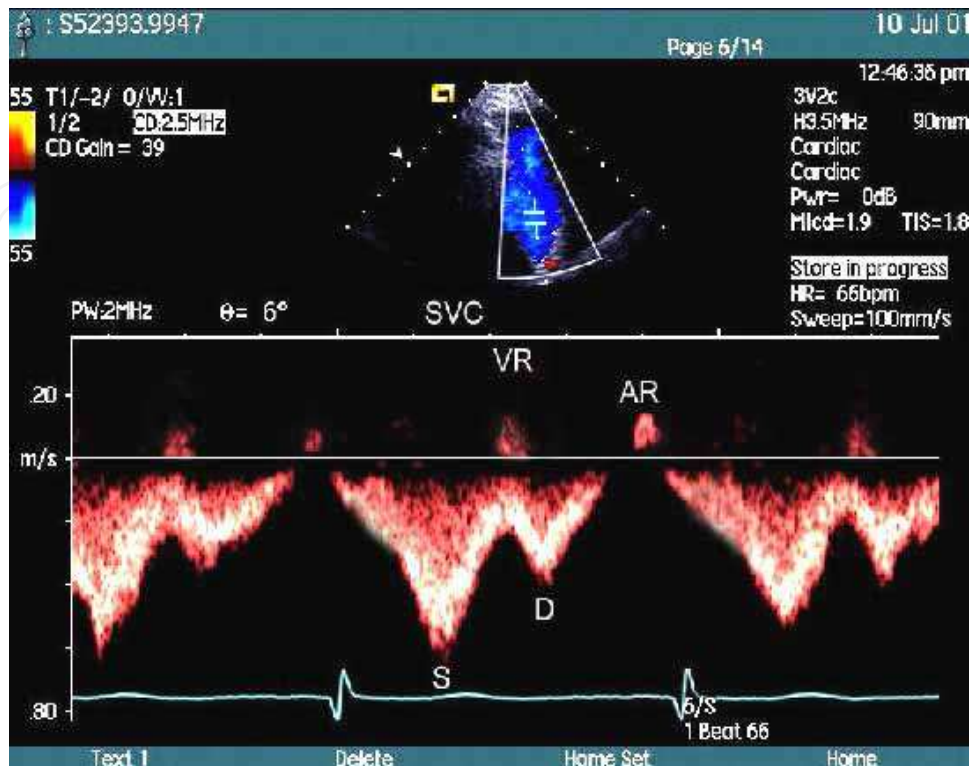 : S52393.9947
10 Jul 01
Page 6/14
12:46:36 pm
55 T1/-2/ 0/VV:1
1/2 CD:2.5MHz
CD Gain = 39
55
3V2c
H3.5MHz 90mm
Cardiac
Cardiac
Pwr= 0dB
MIcd=1.9 TIS=1.8
Store in progress
HR= 66bpm
Sweep=100mm/s
PW:2MHz θ= 6° SVC
VR
AR
.20
m/s
D
S
.80
6/S
1 Beat 66
Text 1 Delete Home Set Home